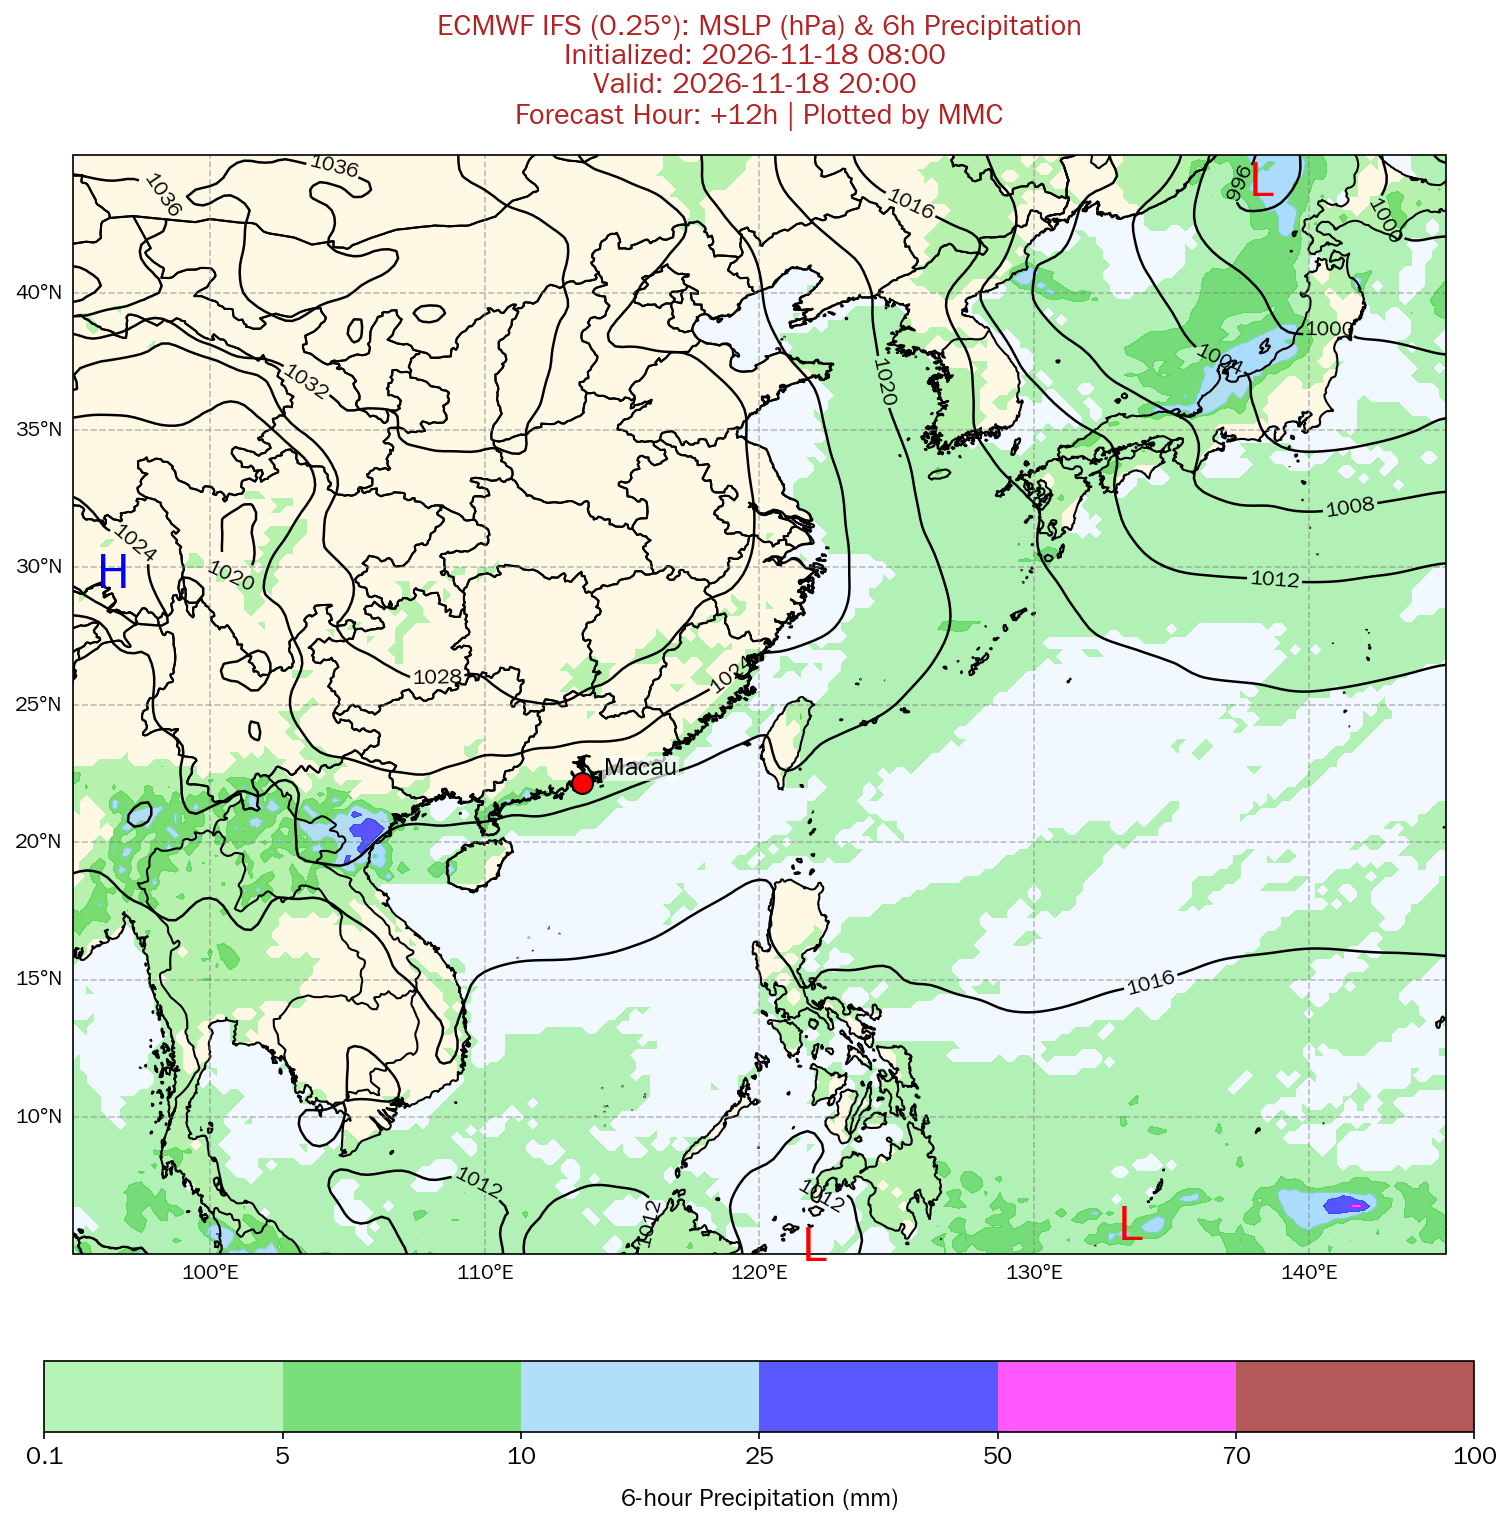 ECMWF IFS (0.25°): MSLP (hPa) & 6h Precipitation
Initialized: 2026-11-18 08:00
Valid: 2026-11-18 20:00
Forecast Hour: +12h | Plotted by MMC
1036
1036
1016
996
L
1000
40°N
1000
1004
1032
1020
35°N
1008
1024
H
1020
30°N
1012
1028
1024
25°N
Macau
20°N
1016
15°N
10°N
1012
1012
1012
L
L
100°E 110°E 120°E 130°E 140°E
0.1 5 10 25 50 70 100
6-hour Precipitation (mm)